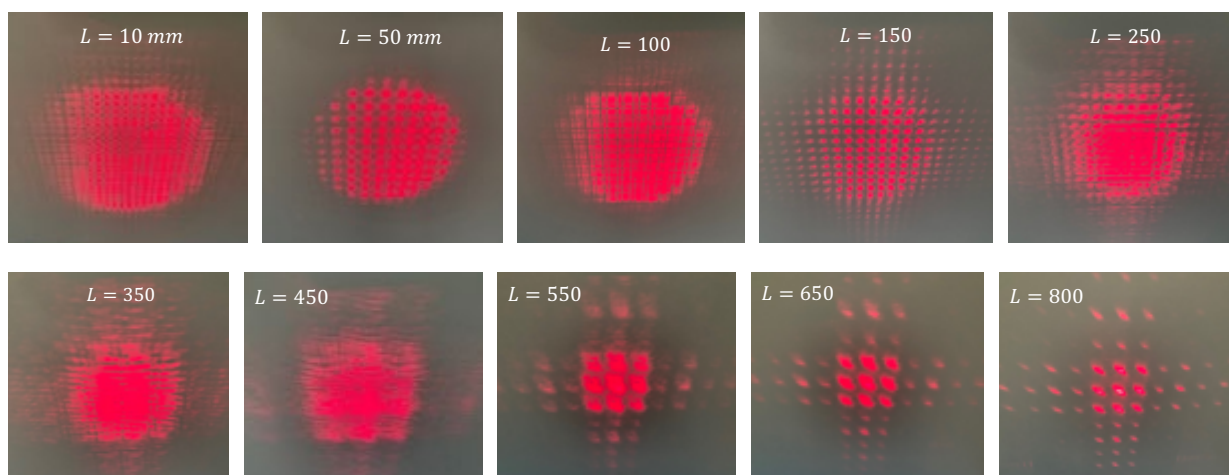 L = 10 mm
L = 50 mm
L = 100
L = 150
L = 250
L = 350
L = 450
L = 550
L = 650
L = 800